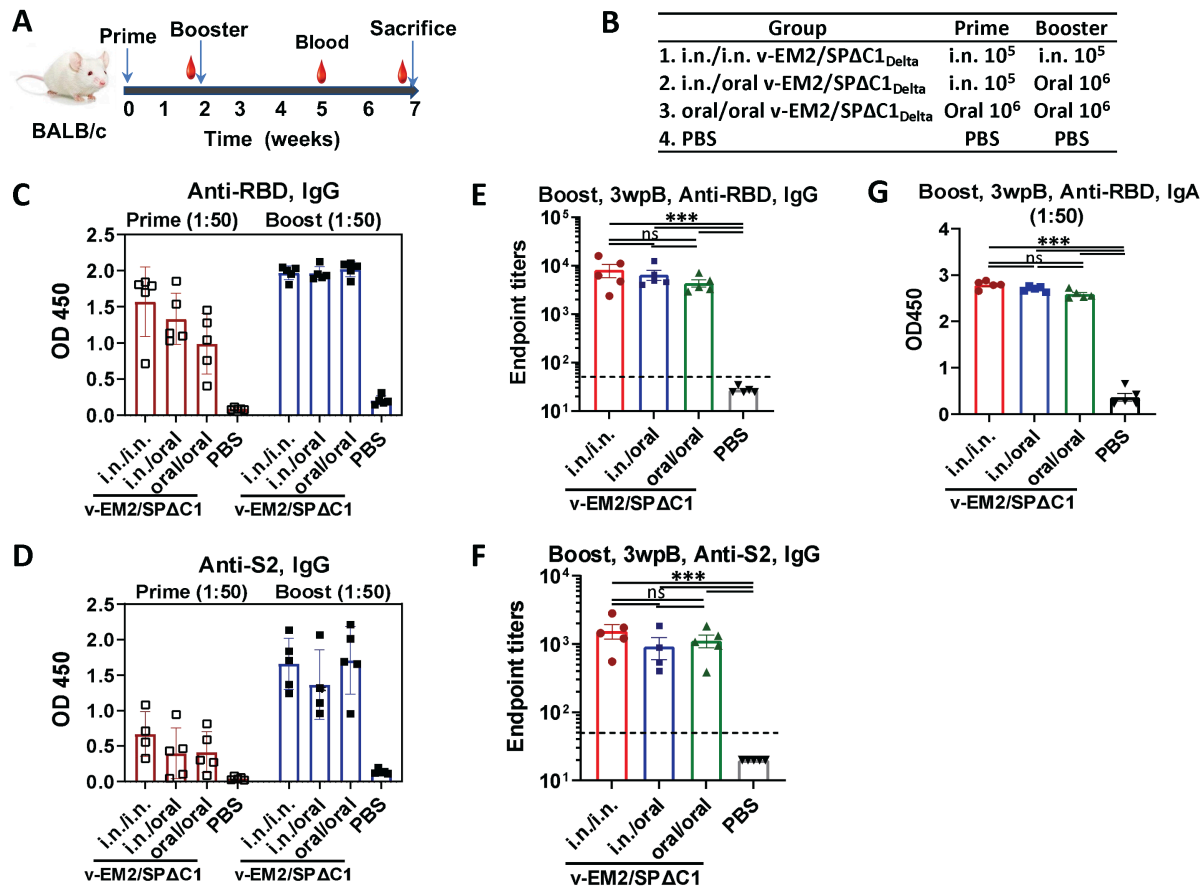 A
Prime
Booster
Blood
Sacrifice
0 1 2 3 4 5 6 7
BALB/c
Time (weeks)
B
Group Prime Booster
1. i.n./i.n. v-EM2/SPΔC1Delta i.n. 10⁵ i.n. 10⁵
2. i.n./oral v-EM2/SPΔC1Delta i.n. 10⁵ Oral 10⁶
3. oral/oral v-EM2/SPΔC1Delta Oral 10⁶ Oral 10⁶
4. PBS PBS PBS
C
Anti-RBD, IgG
Prime (1:50) Boost (1:50)
OD 450
2.5
2.0
1.5
1.0
0.5
0.0
i.n./i.n. i.n./oral oral/oral PBS i.n./i.n. i.n./oral oral/oral PBS
v-EM2/SPΔC1 v-EM2/SPΔC1
E
Boost, 3wpB, Anti-RBD, IgG
Endpoint titers
10⁵
10⁴
10³
10²
10¹
***
ns
i.n./i.n. i.n./oral oral/oral PBS
v-EM2/SPΔC1
G
Boost, 3wpB, Anti-RBD, IgA
(1:50)
OD450
4
3
2
1
0
***
ns
i.n./i.n. i.n./oral oral/oral PBS
v-EM2/SPΔC1
D
Anti-S2, IgG
Prime (1:50) Boost (1:50)
OD 450
2.5
2.0
1.5
1.0
0.5
0.0
i.n./i.n. i.n./oral oral/oral PBS i.n./i.n. i.n./oral oral/oral PBS
v-EM2/SPΔC1 v-EM2/SPΔC1
F
Boost, 3wpB, Anti-S2, IgG
Endpoint titers
10⁴
10³
10²
10¹
***
ns
i.n./i.n. i.n./oral oral/oral PBS
v-EM2/SPΔC1